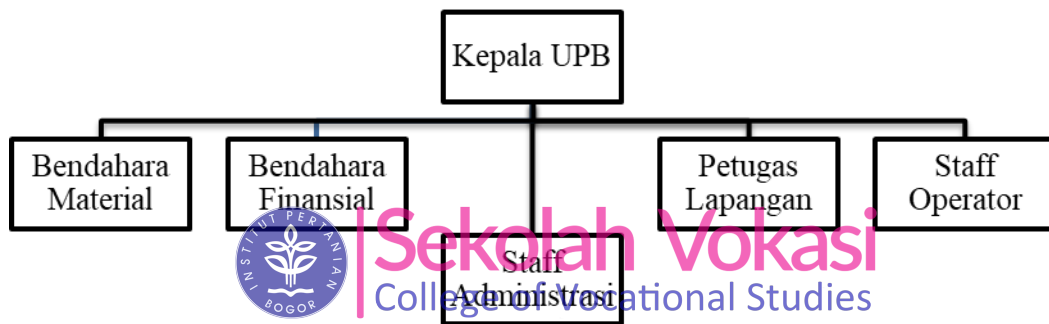 Kepala UPB
Bendahara
Material
Bendahara
Finansial
Petugas
Lapangan
Staff
Operator
Staff
Administrasi
INSTITUT PERTANIAN
BOGOR
Sekolah Vokasi
College of Vocational Studies